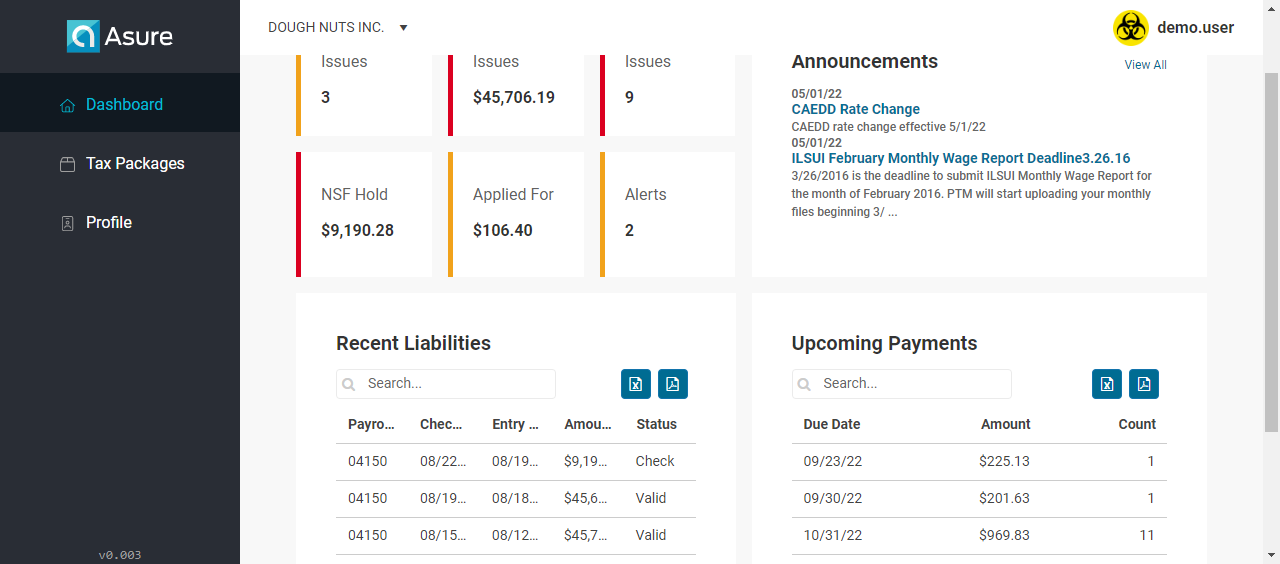 Asure
DOUGH NUTS INC.
demo.user
Dashboard
Tax Packages
Profile
v0.003
Issues
3
Issues
$45,706.19
Issues
9
NSF Hold
$9,190.28
Applied For
$106.40
Alerts
2
Announcements
View All
05/01/22
CAEDD Rate Change
CAEDD rate change effective 5/1/22
05/01/22
ILSUI February Monthly Wage Report Deadline3.26.16
3/26/2016 is the deadline to submit ILSUI Monthly Wage Report for
the month of February 2016. PTM will start uploading your monthly
files beginning 3/ ...
Recent Liabilities
Search...
Payro... Chec... Entry ... Amou... Status
04150 08/22... 08/19... $9,19... Check
04150 08/19... 08/18... $45,6... Valid
04150 08/15... 08/12... $45,7... Valid
Upcoming Payments
Search...
Due Date Amount Count
09/23/22 $225.13 1
09/30/22 $201.63 1
10/31/22 $969.83 11